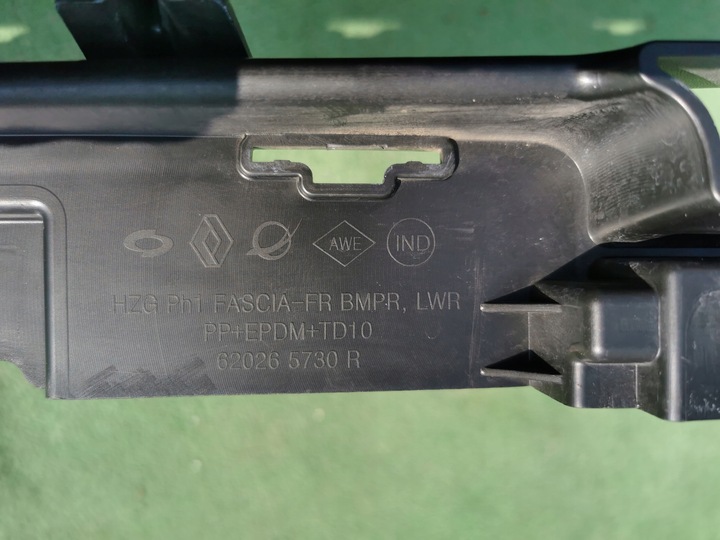 AWE IND
HZG Ph1 FASCIA-FR BMPR, LWR
PP+EPDM+TD10
62026 5730 R